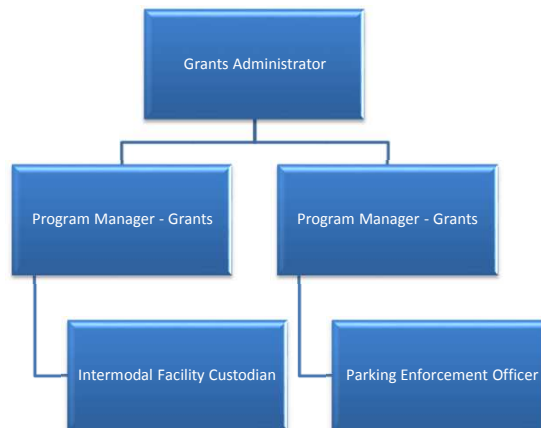 Grants Administrator
Program Manager - Grants
Program Manager - Grants
Intermodal Facility Custodian
Parking Enforcement Officer